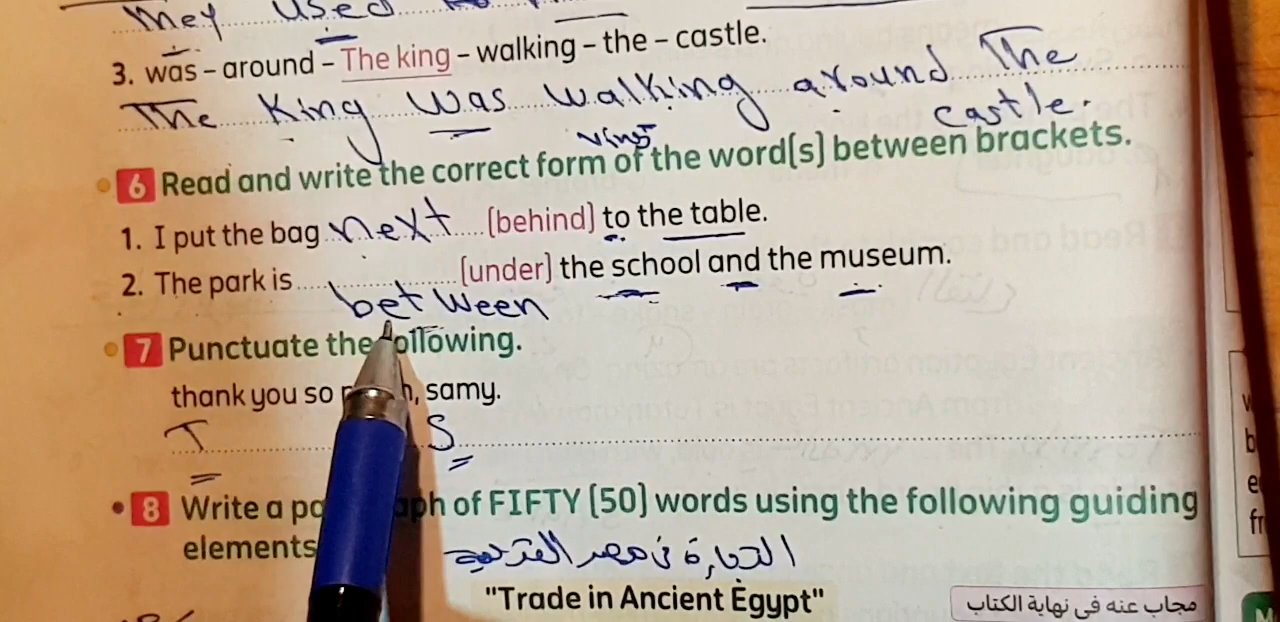 They used
3. was – around – The king – walking – the – castle.
The King was walking around The
castle.
6 Read and write the correct form of the word(s) between brackets.
1. I put the bag next (behind) to the table.
2. The park is (under) the school and the museum.
between
7 Punctuate the following.
thank you so samy.
T S
8 Write a of FIFTY (50) words using the following guiding
elements
التجارة فى مصر القديمة
"Trade in Ancient Egypt"
مجاب عنه فى نهاية الكتاب